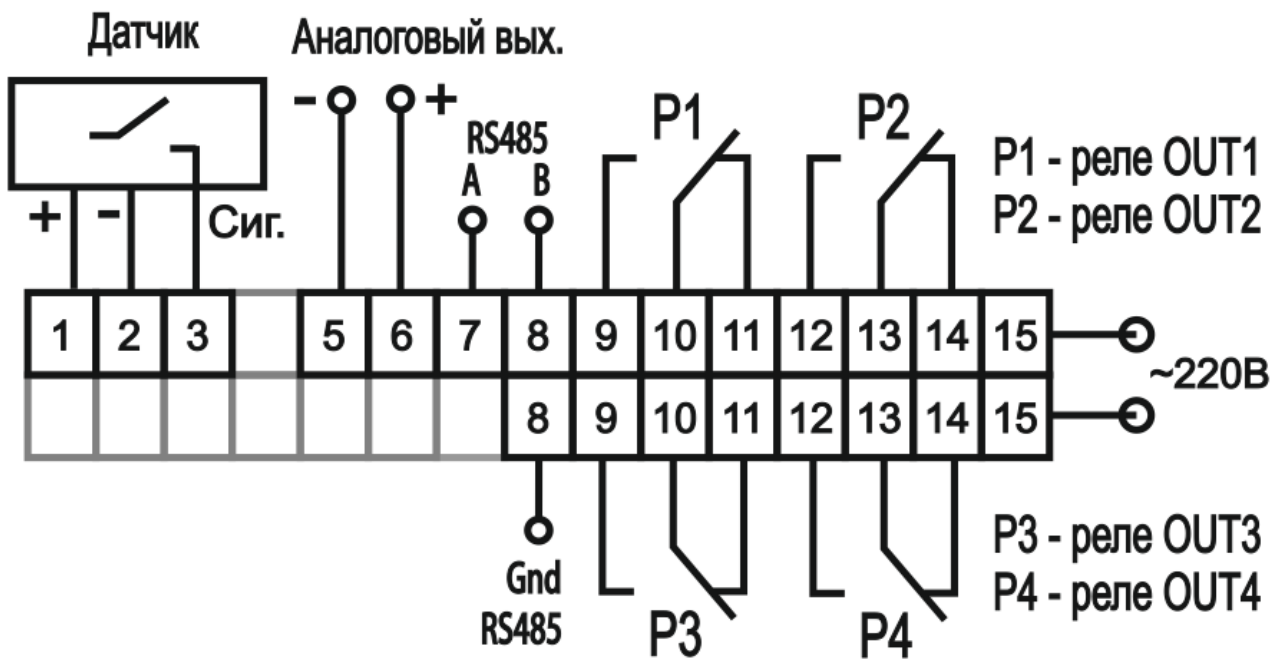 Датчик
Аналоговый вых.
- +
RS485
A B
P1
P2
P1 - реле OUT1
P2 - реле OUT2
+ - Сиг.
1 2 3 5 6 7 8 9 10 11 12 13 14 15
~220В
8 9 10 11 12 13 14 15
Gnd
RS485
P3
P4
P3 - реле OUT3
P4 - реле OUT4